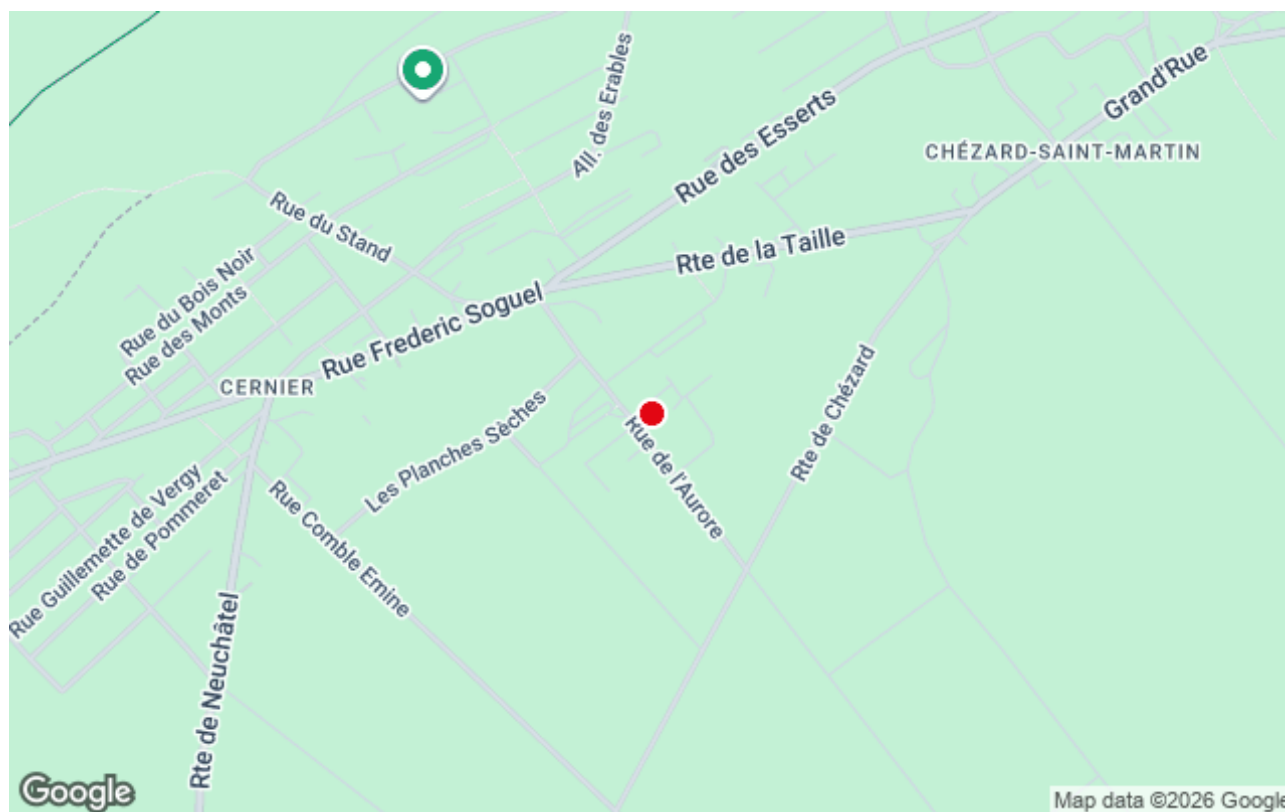 All. des Erables
Rue des Esserts
Grand'Rue
CHÉZARD-SAINT-MARTIN
Rue du Stand
Rte de la Taille
Rue du Bois Noir
Rue des Monts
Rue Frederic Soguel
CERNIER
Rte de Chézard
Les Planches Sèches
Rue de l'Aurore
Rue Guillemette de Vergy
Rue de Pommeret
Rue Comble Emine
Rte de Neuchâtel
Google
Map data ©2026 Google